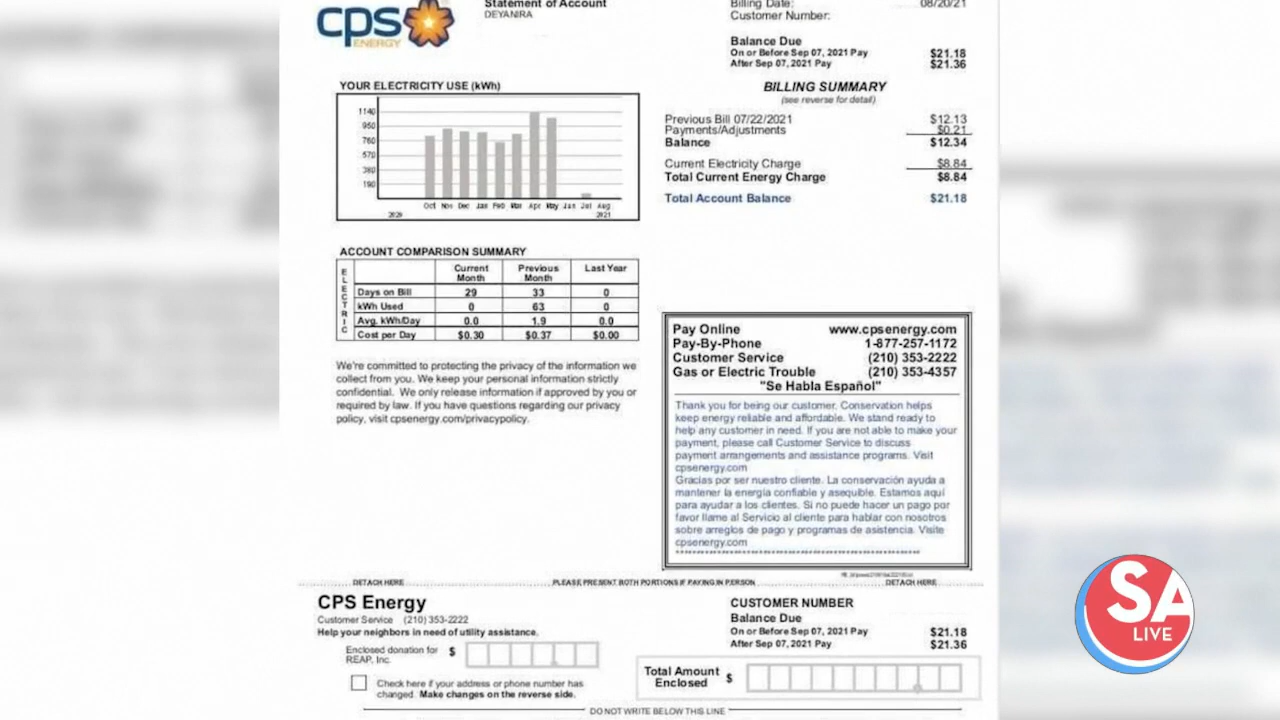 cps
ENERGY
Statement of Account
DEYANIRA
Billing Date: 08/20/21
Customer Number:
Balance Due
On or Before Sep 07, 2021 Pay $21.18
After Sep 07, 2021 Pay $21.36
YOUR ELECTRICITY USE (kWh)
1140
950
760
570
380
190
Oct Nov Dec Jan Feb Mar Apr May Jun Jul Aug
2020 2021
BILLING SUMMARY
(see reverse for detail)
Previous Bill 07/22/2021 $12.13
Payments/Adjustments $0.21
Balance $12.34
Current Electricity Charge $8.84
Total Current Energy Charge $8.84
Total Account Balance $21.18
ACCOUNT COMPARISON SUMMARY
ELECTRIC
Current Month Previous Month Last Year
Days on Bill 29 33 0
kWh Used 0 63 0
Avg. kWh/Day 0.0 1.9 0.0
Cost per Day $0.30 $0.37 $0.00
We're committed to protecting the privacy of the information we
collect from you. We keep your personal information strictly
confidential. We only release information if approved by you or
required by law. If you have questions regarding our privacy
policy, visit cpsenergy.com/privacypolicy.
Pay Online www.cpsenergy.com
Pay-By-Phone 1-877-257-1172
Customer Service (210) 353-2222
Gas or Electric Trouble (210) 353-4357
"Se Habla Español"
Thank you for being our customer. Conservation helps
keep energy reliable and affordable. We stand ready to
help any customer in need. If you are not able to make your
payment, please call Customer Service to discuss
payment arrangements and assistance programs. Visit
cpsenergy.com
Gracias por ser nuestro cliente. La conservación ayuda a
mantener la energía confiable y asequible. Estamos aquí
para ayudar a los clientes. Si no puede hacer un pago por
favor llame al Servicio al cliente para hablar con nosotros
sobre arreglos de pago y programas de asistencia. Visite
cpsenergy.com
DETACH HERE PLEASE PRESENT BOTH PORTIONS IF PAYING IN PERSON DETACH HERE
CPS Energy
Customer Service (210) 353-2222
Help your neighbors in need of utility assistance.
Enclosed donation for $
REAP, Inc.
Check here if your address or phone number has
changed. Make changes on the reverse side.
CUSTOMER NUMBER
Balance Due
On or Before Sep 07, 2021 Pay $21.18
After Sep 07, 2021 Pay $21.36
Total Amount
Enclosed $
DO NOT WRITE BELOW THIS LINE
SA
LIVE